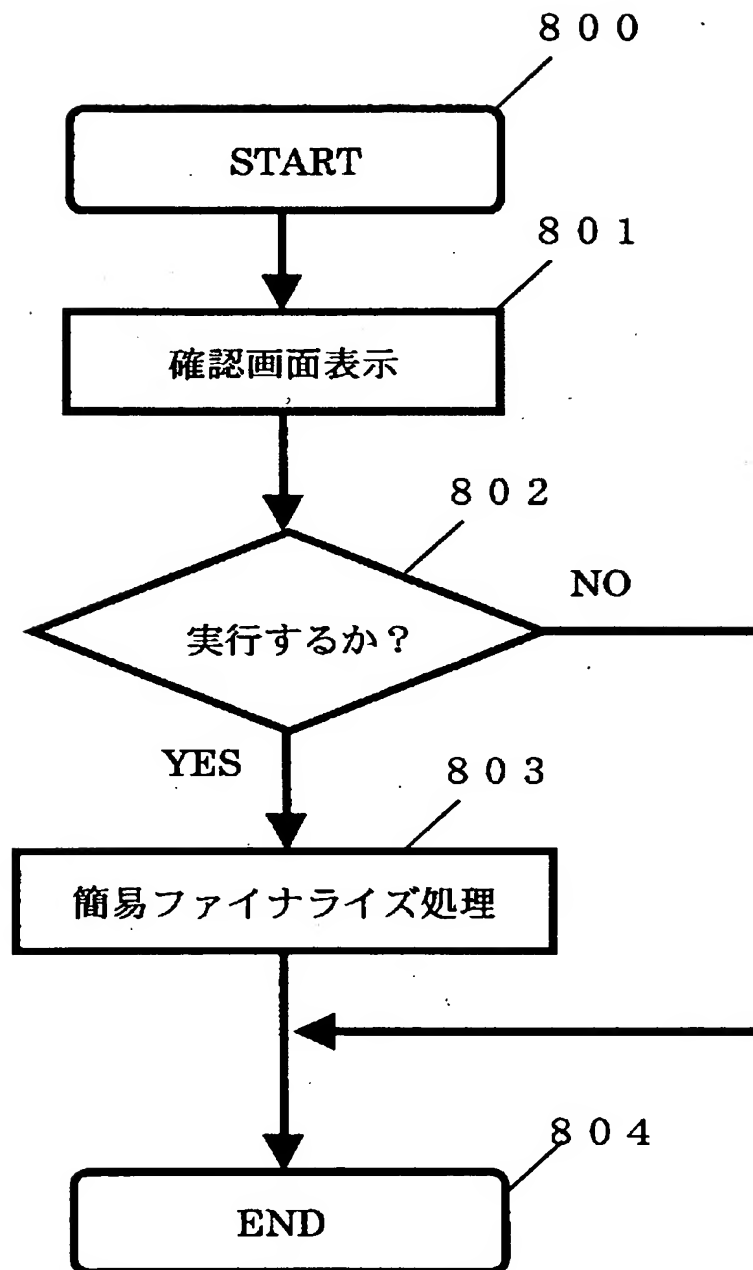 ８００
START
８０１
確認画面表示
８０２
NO
実行するか？
YES
８０３
簡易ファイナライズ処理
８０４
END